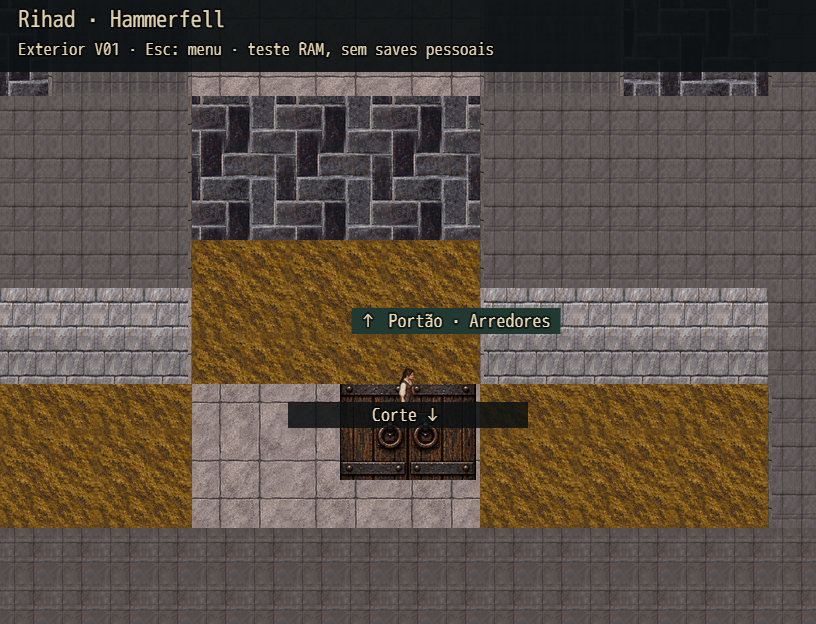 Rihad · Hammerfell
Exterior V01 · Esc: menu · teste RAM, sem saves pessoais
↑ Portão · Arredores
Corte ↓